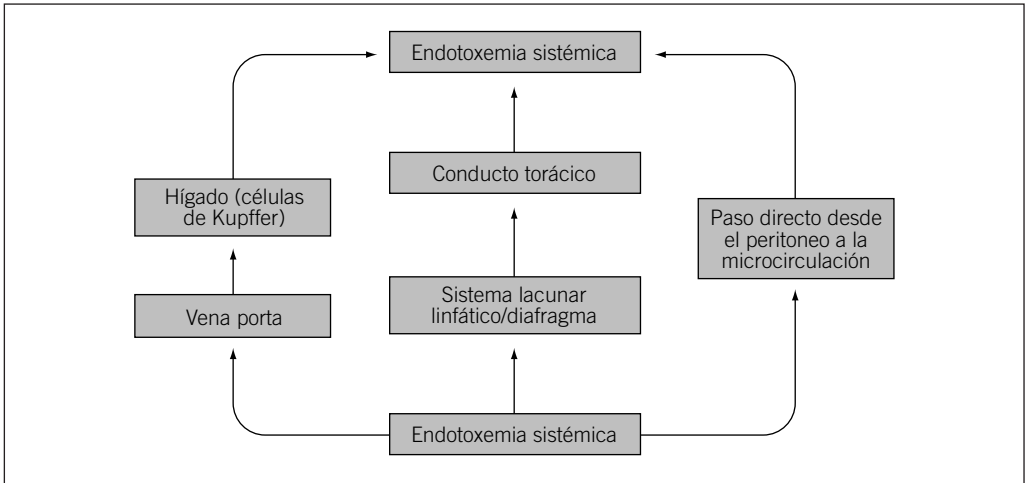 Endotoxemia sistémica
Conducto torácico
Hígado (células
de Kupffer)
Paso directo desde
el peritoneo a la
microcirculación
Vena porta
Sistema lacunar
linfático/diafragma
Endotoxemia sistémica